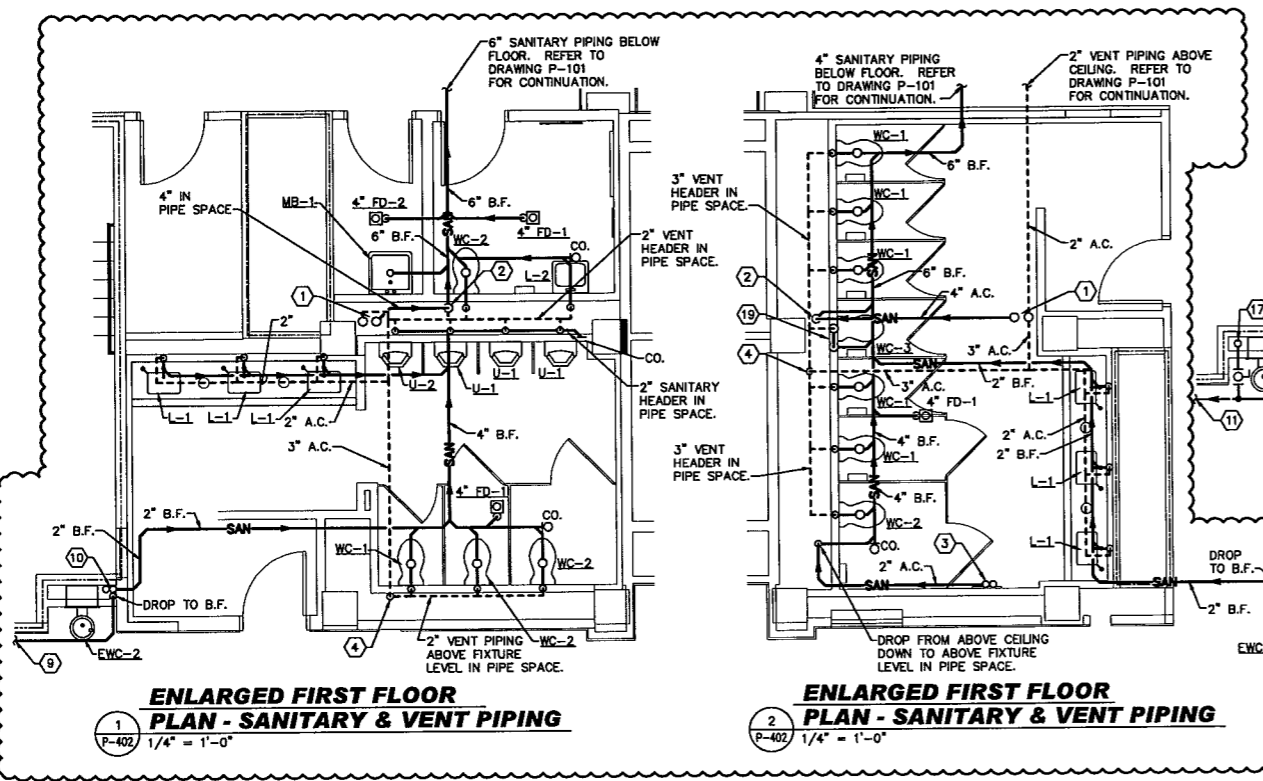 6" SANITARY PIPING BELOW
FLOOR. REFER TO
DRAWING P-101
FOR CONTINUATION.
4" IN
PIPE SPACE
MB-1
4" FD-2
6" B.F.
SAN
6" B.F.
WC-2
4" FD-1
CO.
2" VENT
HEADER IN
PIPE SPACE.
L-2
1
2
2"
CO.
U-2
U-1
U-1
U-1
L-1
L-1
L-1
2" A.C.
2" SANITARY
HEADER IN
PIPE SPACE.
3" A.C.
4" B.F.
SAN
4" FD-1
2" B.F.
2" B.F.
SAN
CO.
WC-1
WC-2
10
DROP TO B.F.
EWC-2
9
4
2" VENT PIPING
ABOVE FIXTURE
LEVEL IN PIPE SPACE.
WC-2
ENLARGED FIRST FLOOR
PLAN - SANITARY & VENT PIPING
1
P-402
1/4" = 1'-0"
4" SANITARY PIPING
BELOW FLOOR. REFER
TO DRAWING P-101
FOR CONTINUATION.
2" VENT PIPING ABOVE
CEILING. REFER TO
DRAWING P-101
FOR CONTINUATION.
WC-1
6" B.F.
3" VENT
HEADER IN
PIPE SPACE.
WC-1
WC-1
2" A.C.
6" B.F.
4" A.C.
2
1
19
SAN
17
WC-3
3" A.C.
4
3" A.C.
2" B.F.
WC-1
4" FD-1
L-1
11
4" B.F.
2" A.C.
2" B.F.
3" VENT
HEADER IN
PIPE SPACE.
WC-1
L-1
SAN
4" B.F.
WC-2
CO.
3
L-1
2" A.C.
SAN
SAN
DROP
TO B.F.
2" B.F.
DROP FROM ABOVE CEILING
DOWN TO ABOVE FIXTURE
LEVEL IN PIPE SPACE.
EWC
ENLARGED FIRST FLOOR
PLAN - SANITARY & VENT PIPING
2
P-402
1/4" = 1'-0"